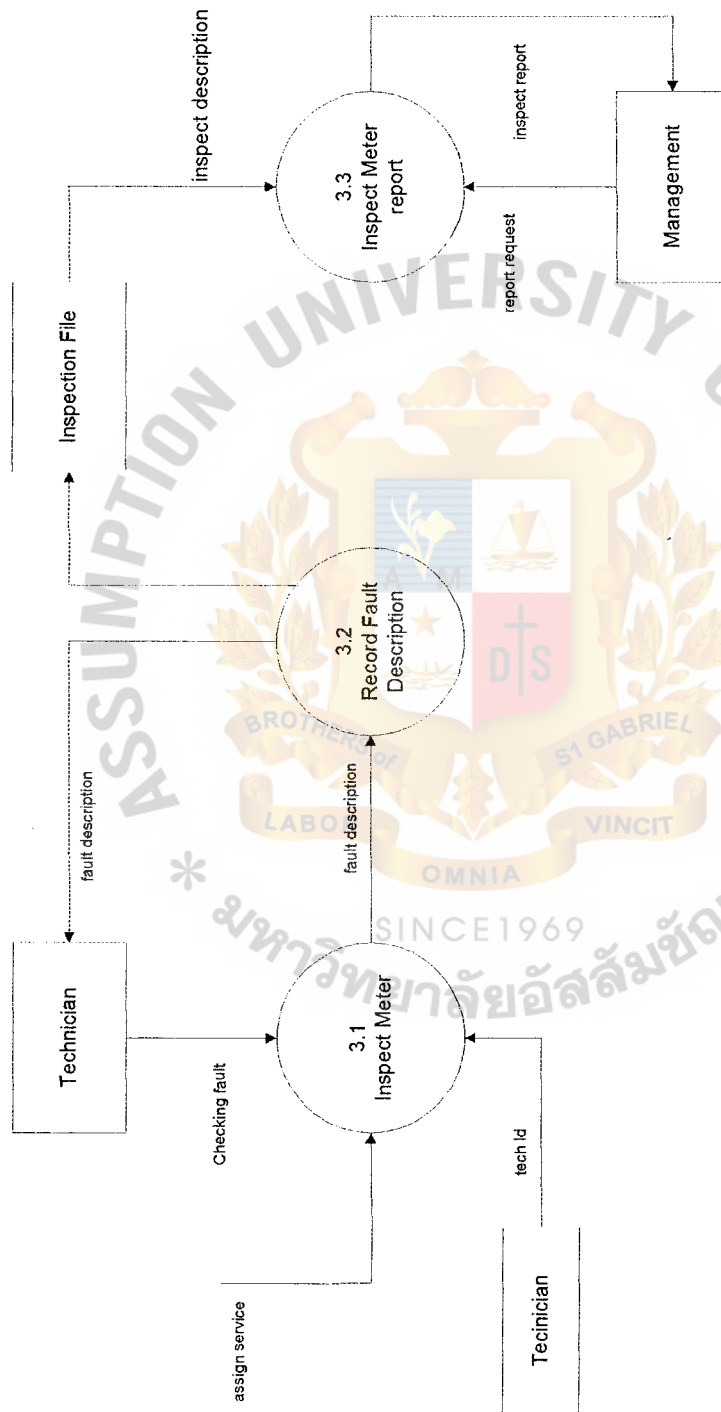 Technician
fault description
Inspection File
inspect description
Checking fault
assign service
3.1
Inspect Meter
fault description
3.2
Record Fault
Description
3.3
Inspect Meter
report
tech Id
Tecinician
report request
inspect report
Management
ASSUMPTION UNIVERSITY
A M
D S
BROTHERS of
S1 GABRIEL
OMNIA
VINCIT
SINCE1969